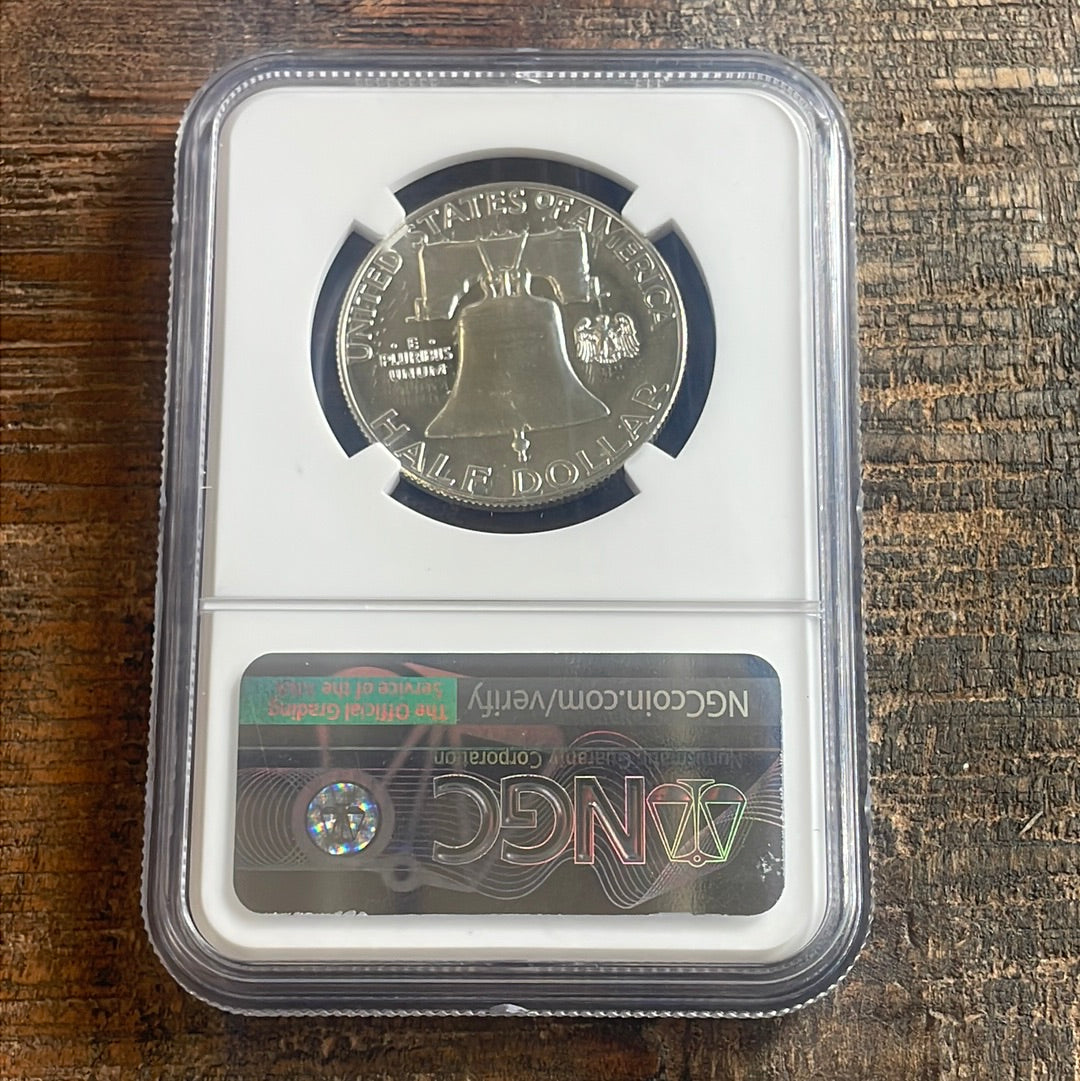 UNITED STATES OF AMERICA
· E ·
PLURIBUS
UNUM
HALF DOLLAR
NGCcoin.com/verify
The Official Grading
Service of the
Numismatic Guaranty Corporation
NGC